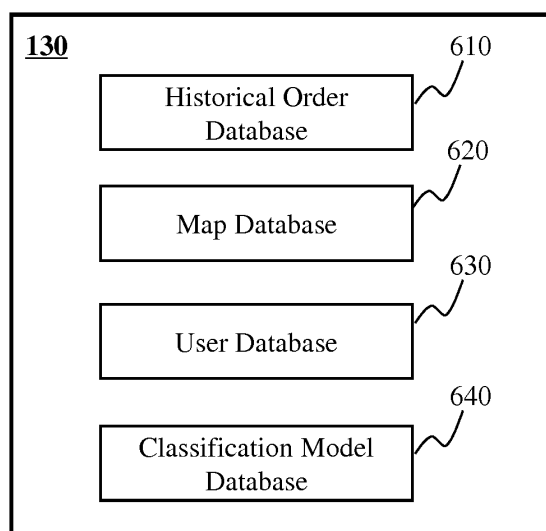 130
610
Historical Order
Database
620
Map Database
630
User Database
640
Classification Model
Database